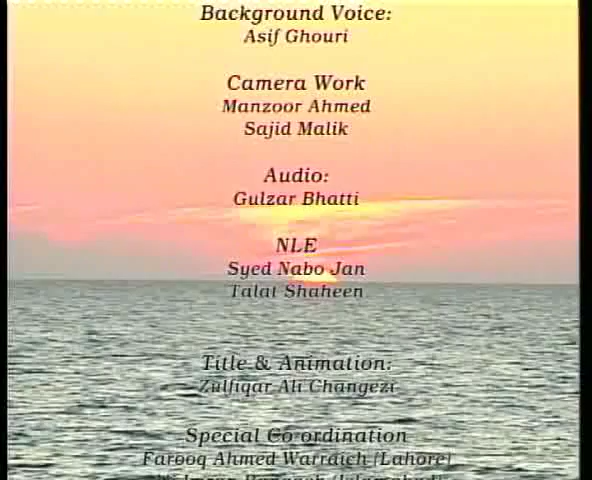 Background Voice:
Asif Ghouri
Camera Work
Manzoor Ahmed
Sajid Malik
Audio:
Gulzar Bhatti
NLE
Syed Nabo Jan
Talat Shaheen
Title & Animation:
Zulfiqar Ali Changezi
Special Co-ordination
Farooq Ahmed Warraich (Lahore)